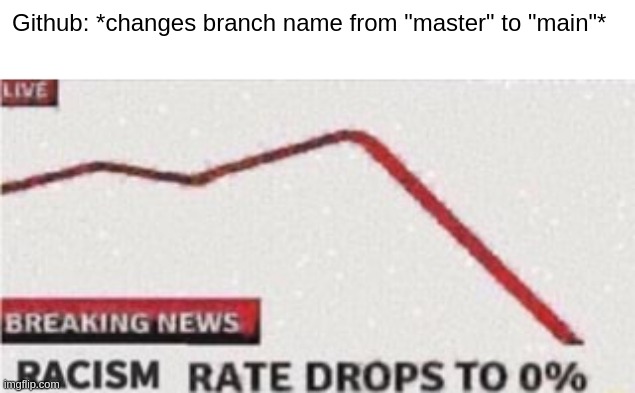 Github: *changes branch name from "master" to "main"*
LIVE
BREAKING NEWS
RACISM RATE DROPS TO 0%
imgflip.com